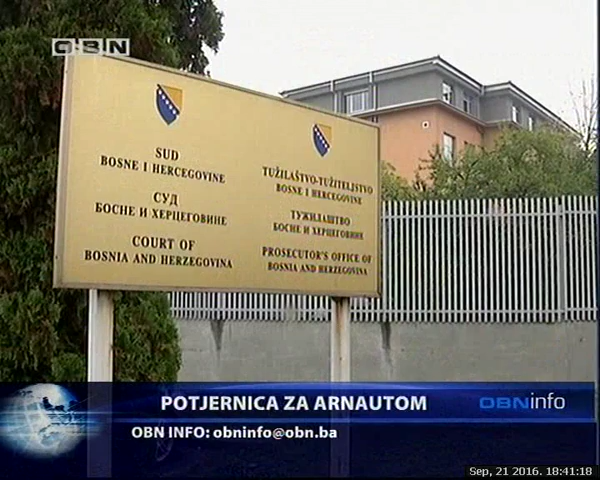 OBN
SUD
BOSNE I HERCEGOVINE
СУД
БОСНЕ И ХЕРЦЕГОВИНЕ
COURT OF
BOSNIA AND HERZEGOVINA
TUŽILAŠTVO-TUŽITELJSTVO
BOSNE I HERCEGOVINE
ТУЖИЛАШТВО
БОСНЕ И ХЕРЦЕГОВИНЕ
PROSECUTOR'S OFFICE OF
BOSNIA AND HERZEGOVINA
POTJERNICA ZA ARNAUTOM
OBNinfo
OBN INFO: obninfo@obn.ba
Sep, 21 2016. 18:41:18